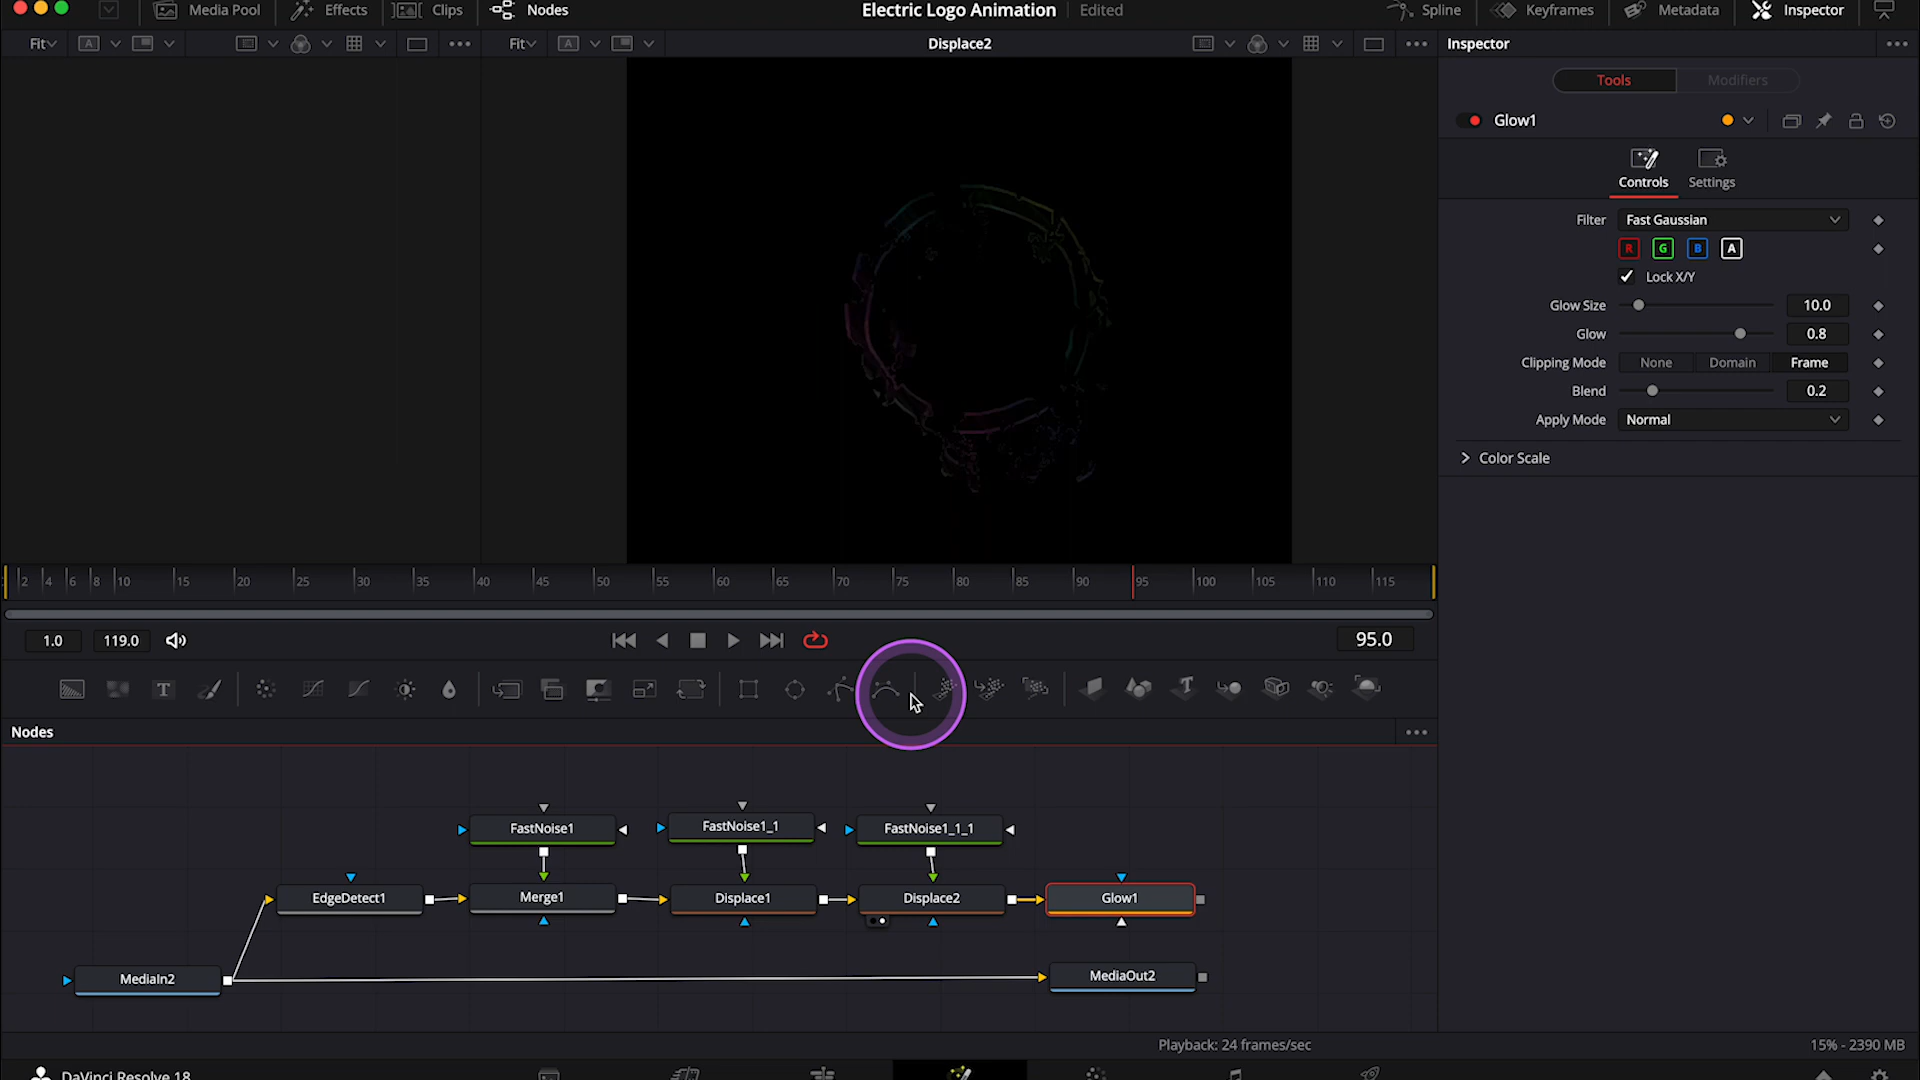 Media Pool Effects Clips Nodes Electric Logo Animation Edited Spline Keyframes Metadata Inspector
Fit A Fit A Displace2 Inspector
Tools Modifiers
Glow1
Controls Settings
Filter Fast Gaussian
R G B A
Lock X/Y
Glow Size 10.0
Glow 0.8
Clipping Mode None Domain Frame
Blend 0.2
Apply Mode Normal
Color Scale
2 4 6 8 10 15 20 25 30 35 40 45 50 55 60 65 70 75 80 85 90 95 100 105 110 115
1.0 119.0 95.0
T
Nodes
FastNoise1 FastNoise1_1 FastNoise1_1_1
EdgeDetect1 Merge1 Displace1 Displace2 Glow1
MediaIn2 MediaOut2
Playback: 24 frames/sec 15% - 2390 MB
DaVinci Resolve 18